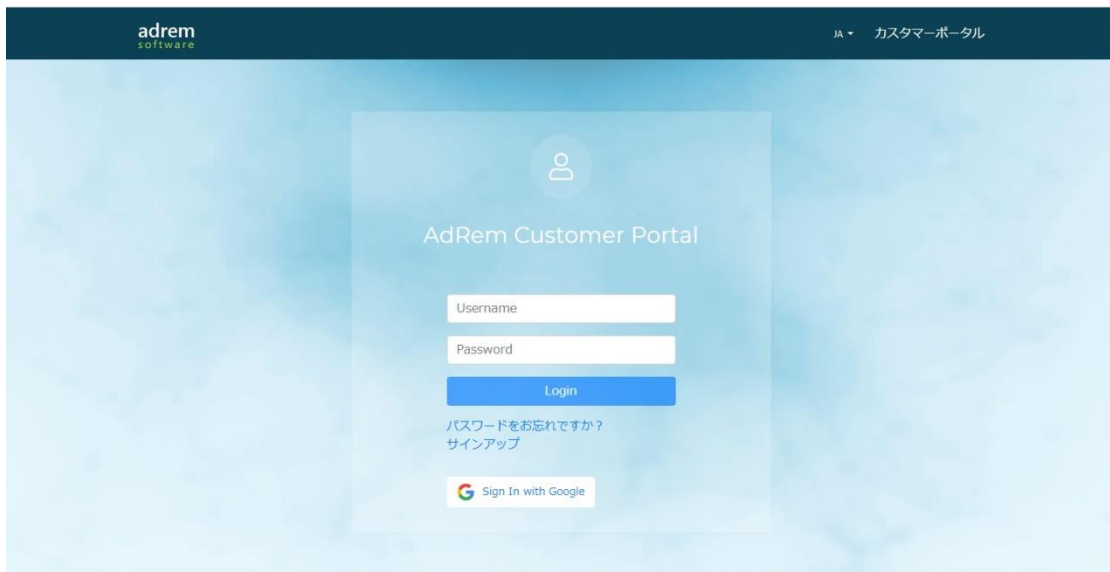 adrem
software
JA
カスタマーポータル
AdRem Customer Portal
Username
Password
Login
パスワードをお忘れですか？
サインアップ
Sign In with Google